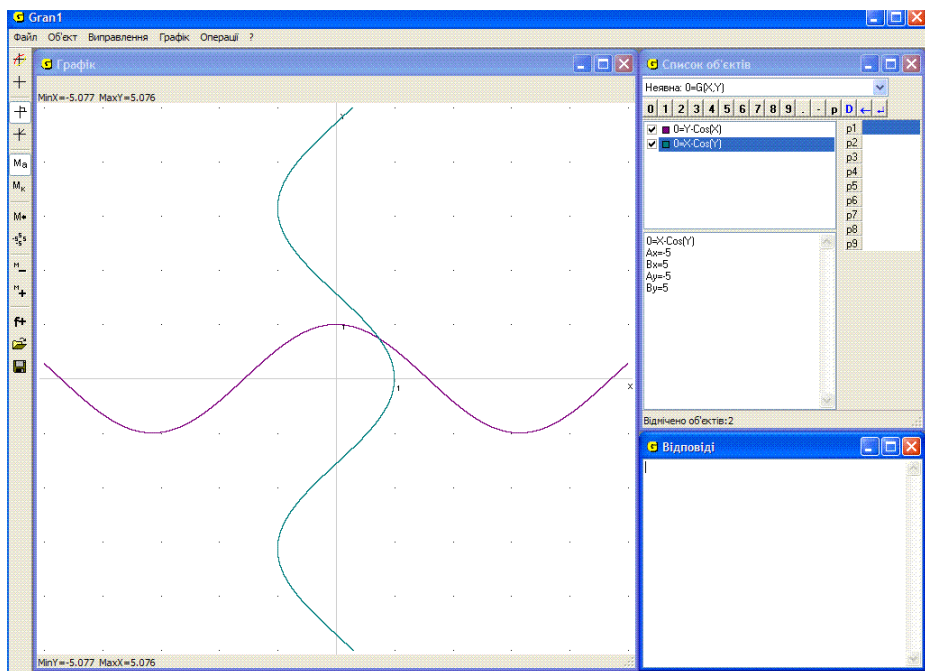 Gran1
Файл Об'єкт Виправлення Графік Операції ?
Графік
MinX=-5.077 MaxY=5.076
Y
1
X
1
MinY=-5.077 MaxX=5.076
Ma
Mк
f+
Список об'єктів
Неявна: 0=G(X,Y)
0 1 2 3 4 5 6 7 8 9 . - p D ← ↵
0=Y-Cos(X)
0=X-Cos(Y)
p1
p2
p3
p4
p5
p6
p7
p8
p9
0=X-Cos(Y)
Ax=-5
Bx=5
Ay=-5
By=5
Відмічено об'єктів:2
Відповіді